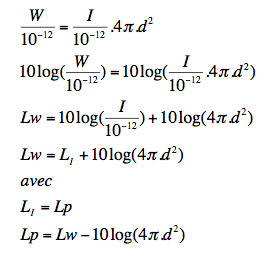 W/10⁻¹² = I/10⁻¹² .4π.d²
10log(W/10⁻¹²) = 10log(I/10⁻¹² .4π.d²)
Lw = 10log(I/10⁻¹²) + 10log(4π.d²)
Lw = L_I + 10log(4π.d²)
avec
L_I = Lp
Lp = Lw − 10log(4π.d²)